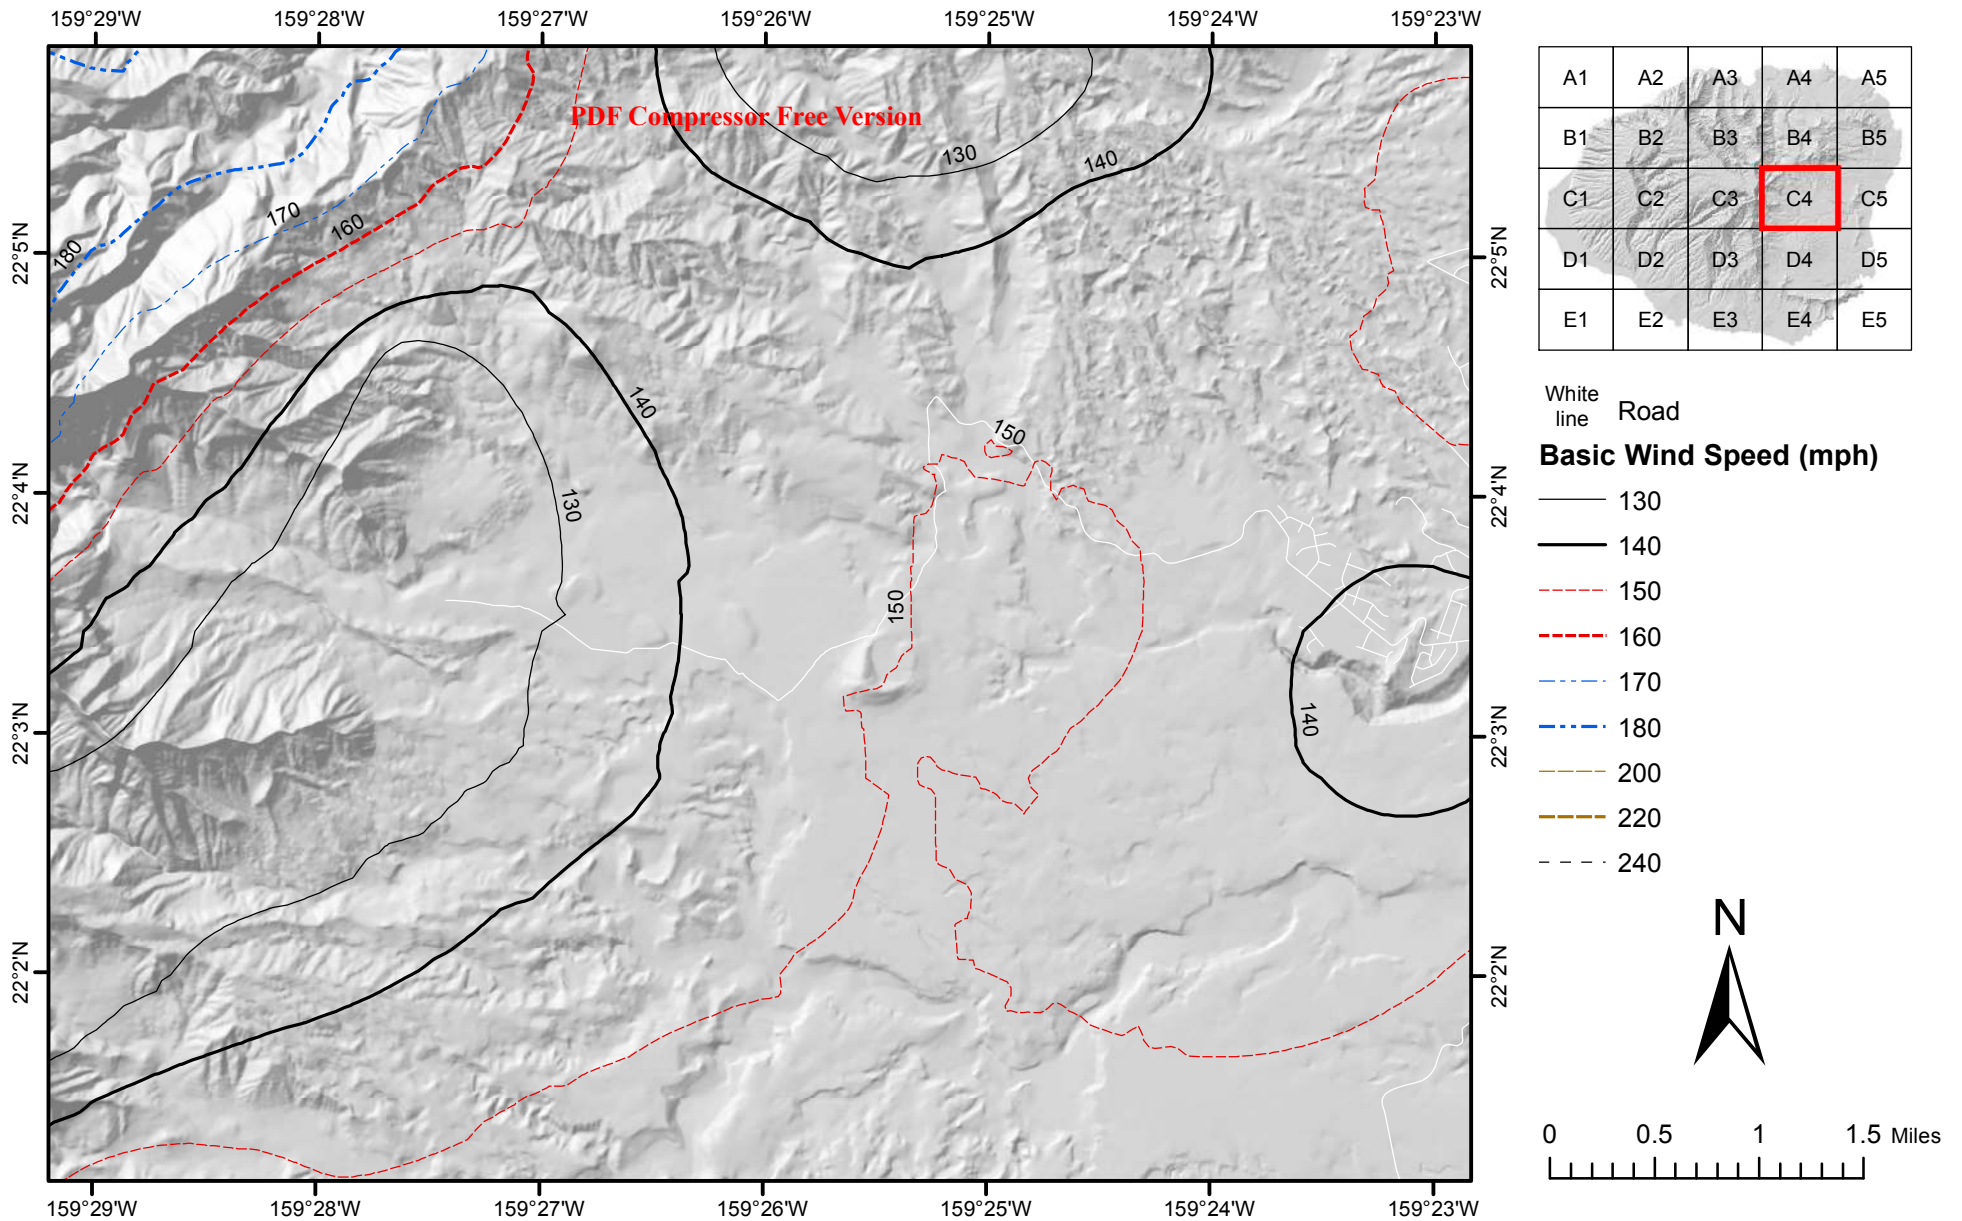 159°29'W 159°28'W 159°27'W 159°26'W 159°25'W 159°24'W 159°23'W
PDF Compressor Free Version
130
140
170
160
180
22°5'N
22°5'N
140
150
130
22°4'N
22°4'N
150
140
22°3'N
22°3'N
22°2'N
22°2'N
159°29'W 159°28'W 159°27'W 159°26'W 159°25'W 159°24'W 159°23'W
A1 A2 A3 A4 A5
B1 B2 B3 B4 B5
C1 C2 C3 C4 C5
D1 D2 D3 D4 D5
E1 E2 E3 E4 E5
White
line Road
Basic Wind Speed (mph)
130
140
150
160
170
180
200
220
240
N
0 0.5 1 1.5 Miles